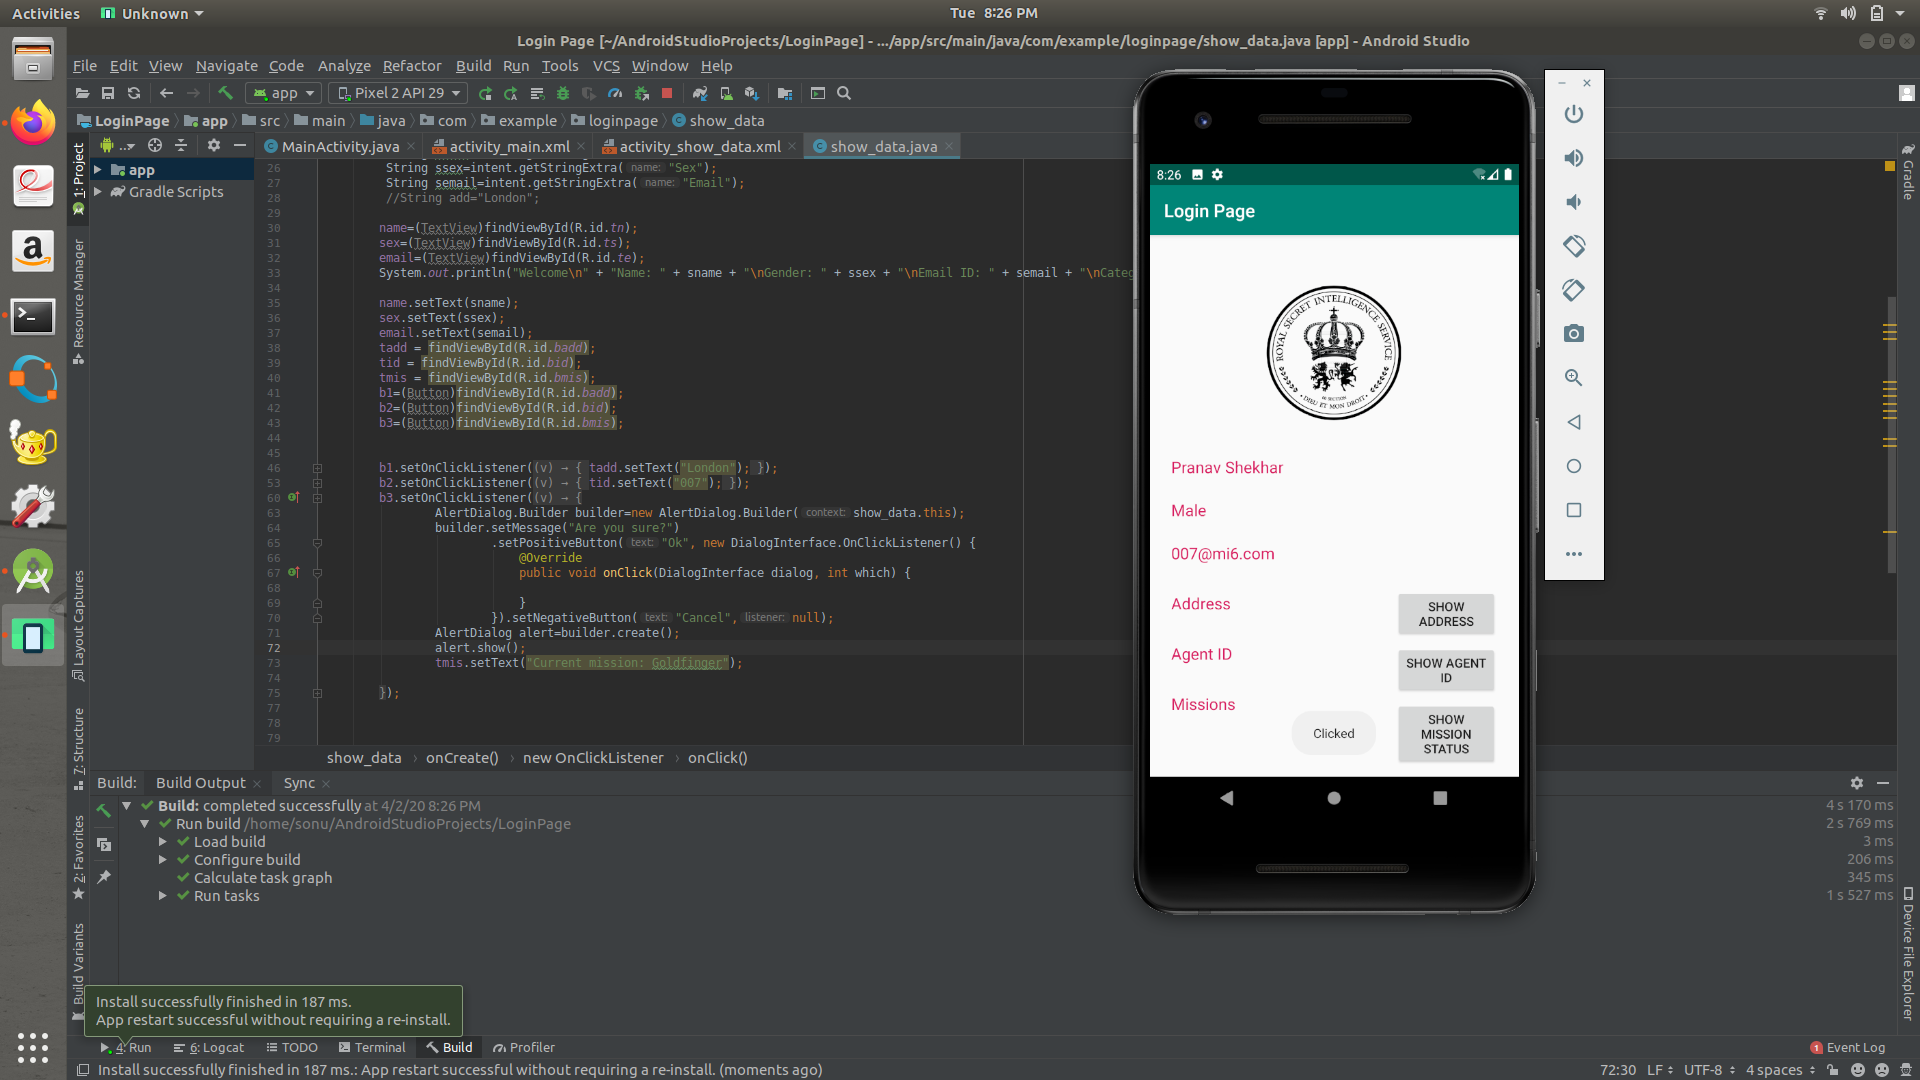 Activities Unknown Tue 8:26 PM
Login Page [~/AndroidStudioProjects/LoginPage] - .../app/src/main/java/com/example/loginpage/show_data.java [app] - Android Studio
File Edit View Navigate Code Analyze Refactor Build Run Tools VCS Window Help
app Pixel 2 API 29
LoginPage app src main java com example loginpage show_data
1: Project
Resource Manager
Layout Captures
7: Structure
2: Favorites
Build Variants
app
Gradle Scripts
MainActivity.java activity_main.xml activity_show_data.xml show_data.java
26 String ssex=intent.getStringExtra( name: "Sex");
27 String semail=intent.getStringExtra( name: "Email");
28 //String add="London";
29
30 name=(TextView)findViewById(R.id.tn);
31 sex=(TextView)findViewById(R.id.ts);
32 email=(TextView)findViewById(R.id.te);
33 System.out.println("Welcome\n" + "Name: " + sname + "\nGender: " + ssex + "\nEmail ID: " + semail + "\nCateg
34
35 name.setText(sname);
36 sex.setText(ssex);
37 email.setText(semail);
38 tadd = findViewById(R.id.badd);
39 tid = findViewById(R.id.bid);
40 tmis = findViewById(R.id.bmis);
41 b1=(Button)findViewById(R.id.badd);
42 b2=(Button)findViewById(R.id.bid);
43 b3=(Button)findViewById(R.id.bmis);
44
45
46 b1.setOnClickListener((v) → { tadd.setText("London"); });
53 b2.setOnClickListener((v) → { tid.setText("007"); });
60 b3.setOnClickListener((v) → {
63 AlertDialog.Builder builder=new AlertDialog.Builder( context: show_data.this);
64 builder.setMessage("Are you sure?")
65 .setPositiveButton( text: "Ok", new DialogInterface.OnClickListener() {
66 @Override
67 public void onClick(DialogInterface dialog, int which) {
68
69 }
70 }).setNegativeButton( text: "Cancel", listener: null);
71 AlertDialog alert=builder.create();
72 alert.show();
73 tmis.setText("Current mission: Goldfinger");
74
75 });
77
78
79
show_data › onCreate() › new OnClickListener › onClick()
Build: Build Output Sync
Build: completed successfully at 4/2/20 8:26 PM 4 s 170 ms
Run build /home/sonu/AndroidStudioProjects/LoginPage 2 s 769 ms
Load build 3 ms
Configure build 206 ms
Calculate task graph 345 ms
Run tasks 1 s 527 ms
8:26
Login Page
ROYAL SECRET INTELLIGENCE SERVICE
00 SECTION
DIEU ET MON DROIT
Pranav Shekhar
Male
007@mi6.com
Address SHOW ADDRESS
Agent ID SHOW AGENT ID
Missions SHOW MISSION STATUS
Clicked
Gradle
Device File Explorer
Install successfully finished in 187 ms.
App restart successful without requiring a re-install.
4: Run 6: Logcat TODO Terminal Build Profiler 1 Event Log
Install successfully finished in 187 ms.: App restart successful without requiring a re-install. (moments ago) 72:30 LF UTF-8 4 spaces